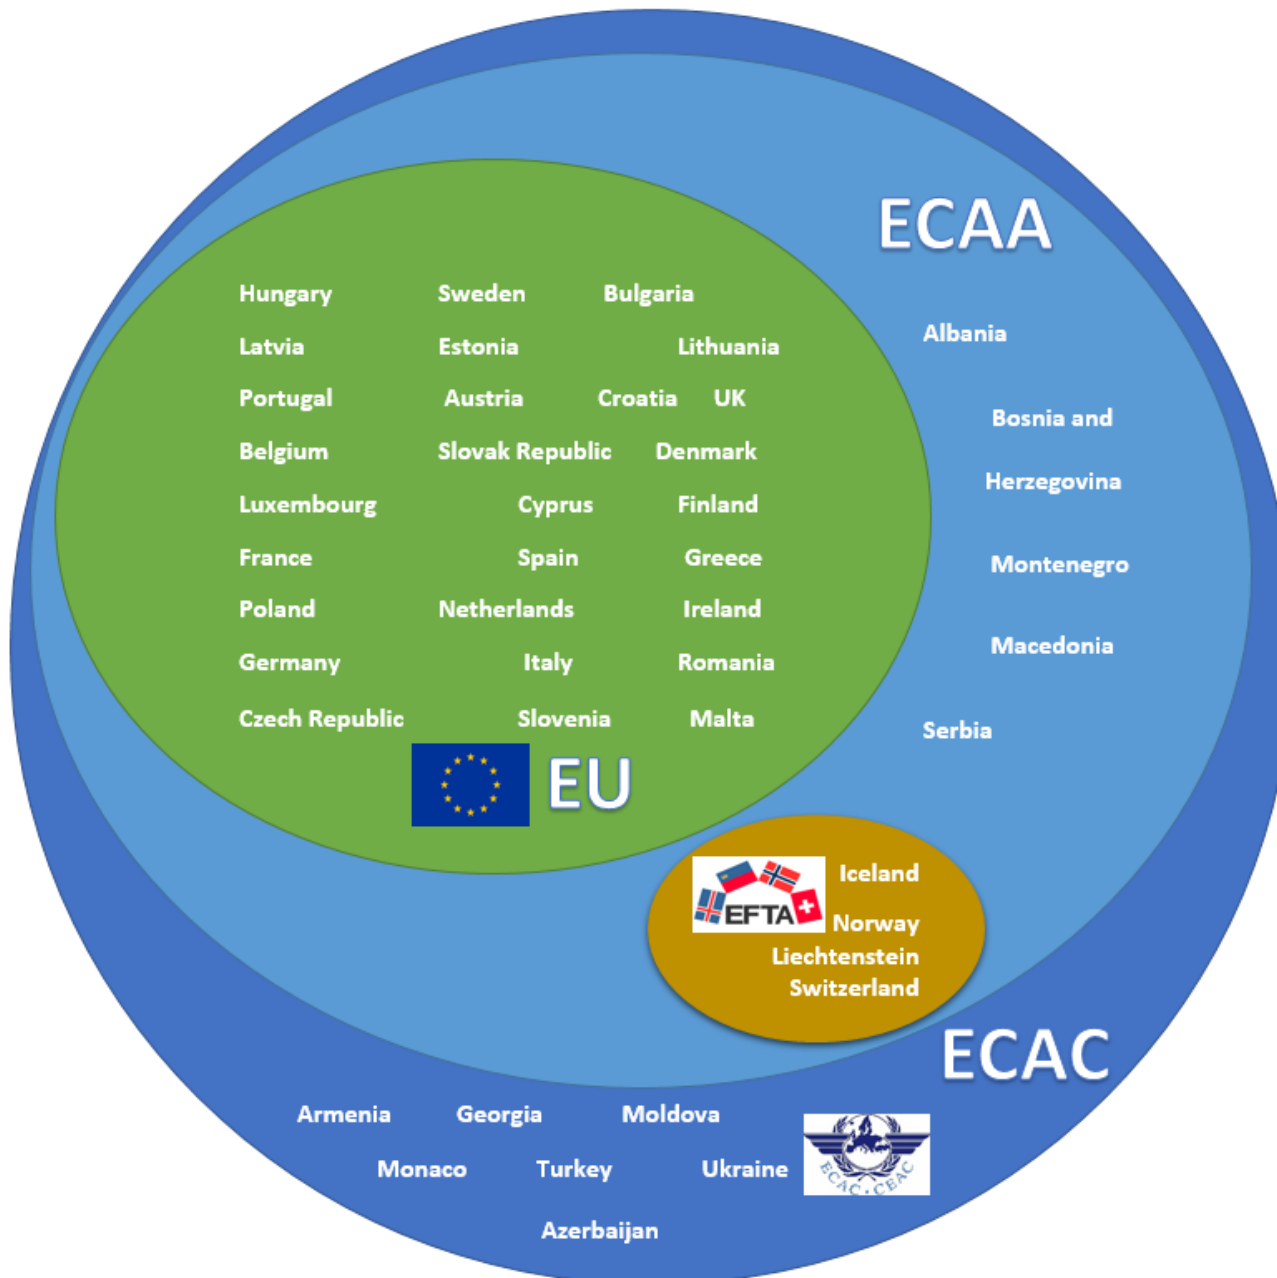 ECAA
Hungary Sweden Bulgaria
Albania
Latvia Estonia Lithuania
Portugal Austria Croatia UK
Bosnia and
Belgium Slovak Republic Denmark
Herzegovina
Luxembourg Cyprus Finland
France Spain Greece
Montenegro
Poland Netherlands Ireland
Macedonia
Germany Italy Romania
Czech Republic Slovenia Malta
Serbia
EU
Iceland
EFTA
Norway
Liechtenstein
Switzerland
ECAC
Armenia Georgia Moldova
Monaco Turkey Ukraine
ECAC · CEAC
Azerbaijan